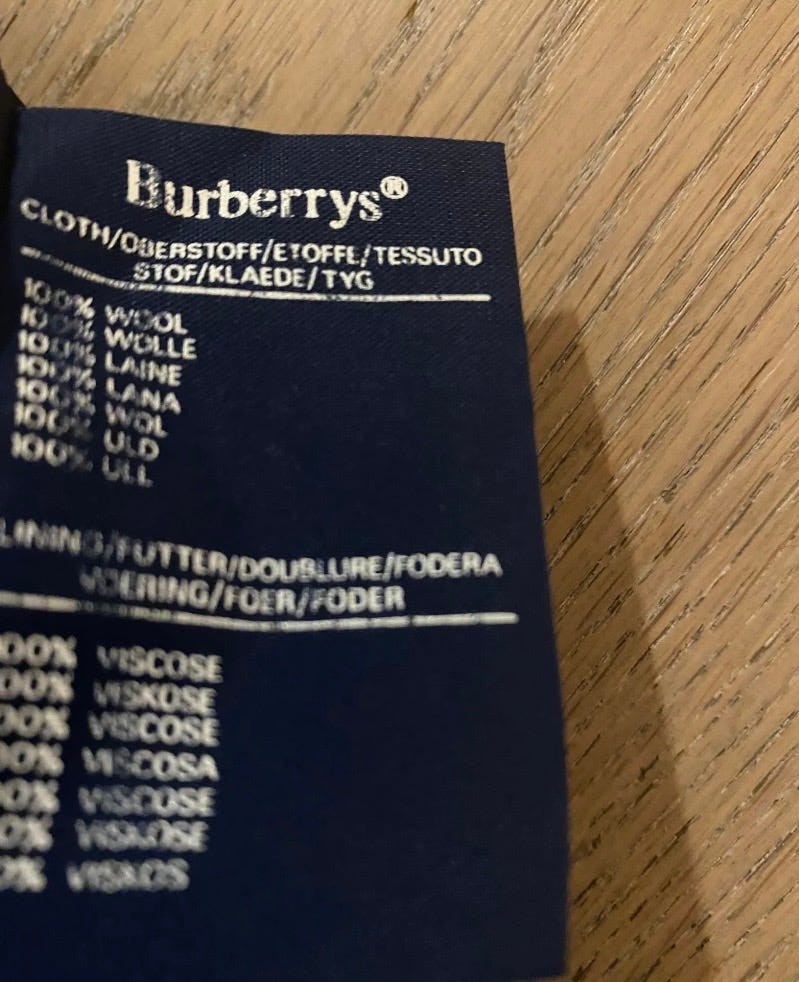 Burberrys®
CLOTH/OBERSTOFF/ETOFFE/TESSUTO
STOF/KLAEDE/TYG
100% WOOL
100% WOLLE
100% LAINE
100% LANA
100% WOL
100% ULD
100% ULL
LINING/FUTTER/DOUBLURE/FODERA
VOERING/FOER/FODER
00% VISCOSE
00% VISKOSE
00% VISCOSE
00% VISCOSA
00% VISCOSE
0% VISKOSE
0% VISKOS